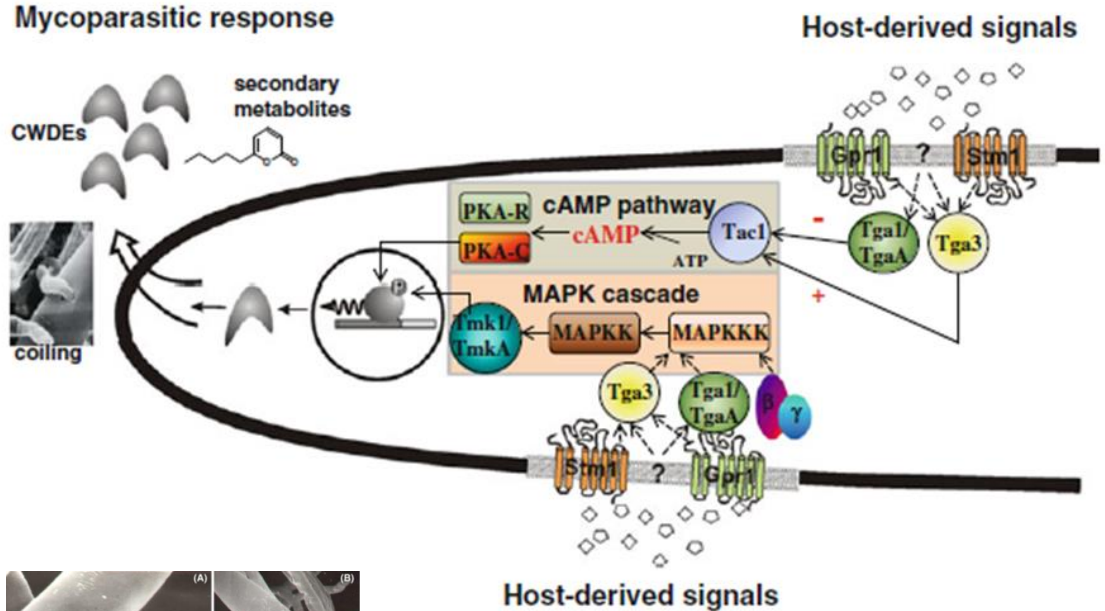 Mycoparasitic response
Host-derived signals
secondary
metabolites
CWDEs
Gpr1
?
Stm1
PKA-R
cAMP pathway
PKA-C
cAMP
ATP
Tac1
-
Tga1/
TgaA
Tga3
+
MAPK cascade
P
Tmk1/
TmkA
MAPKK
MAPKKK
coiling
Tga3
Tga1/
TgaA
β
γ
Stm1
?
Gpr1
(A)
(B)
Host-derived signals